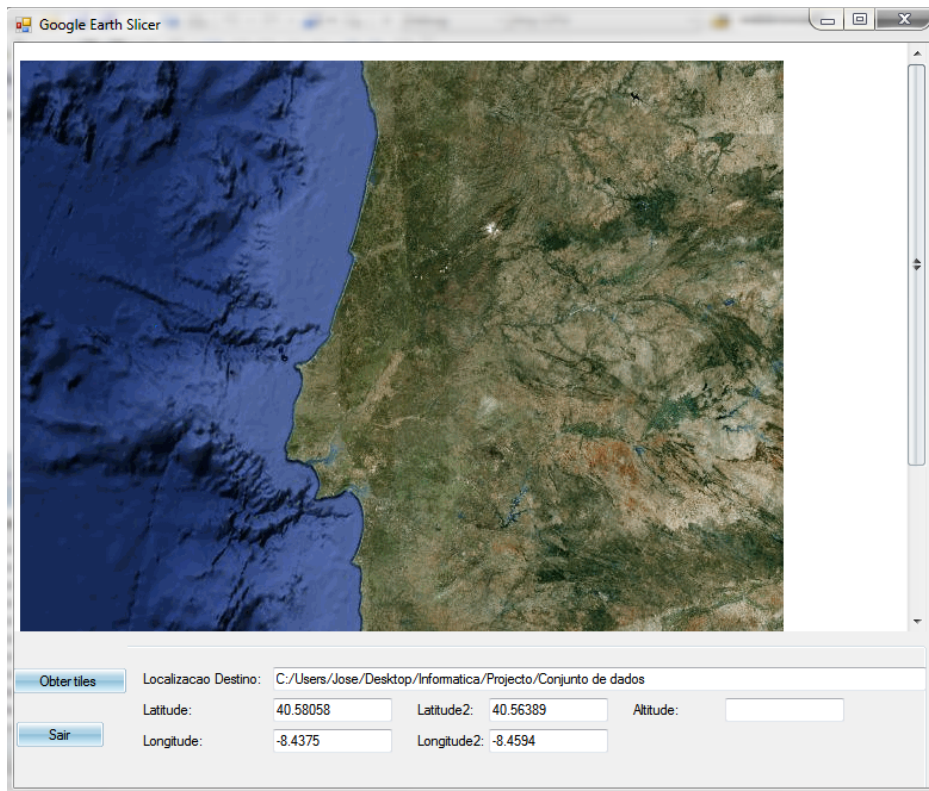 Google Earth Slicer
Obter tiles
Localizacao Destino: C:/Users/Jose/Desktop/Informatica/Projecto/Conjunto de dados
Latitude: 40.58058 Latitude2: 40.56389 Altitude:
Sair
Longitude: -8.4375 Longitude2: -8.4594